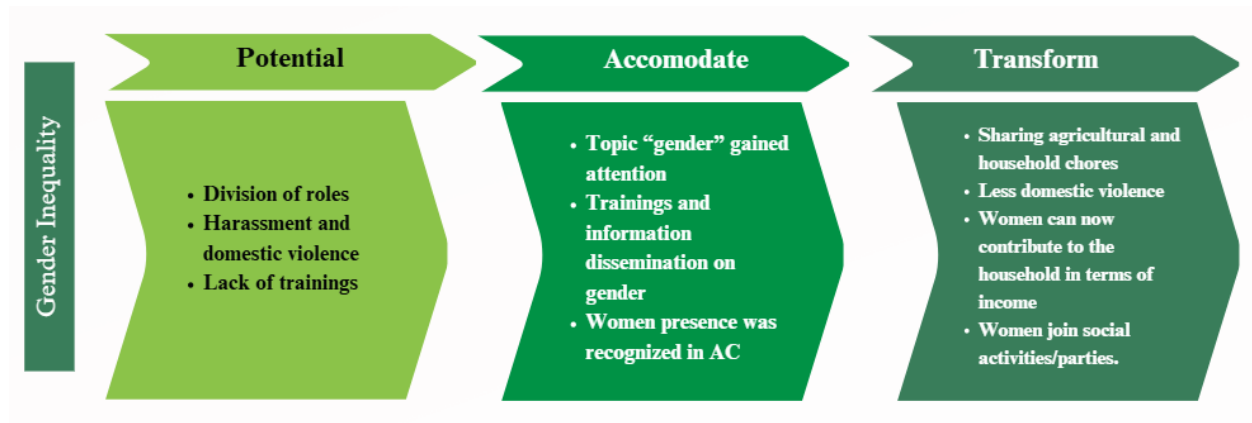 Gender Inequality
Potential
• Division of roles
• Harassment and
domestic violence
• Lack of trainings
Accomodate
• Topic “gender” gained
attention
• Trainings and
information
dissemination on
gender
• Women presence was
recognized in AC
Transform
• Sharing agricultural and
household chores
• Less domestic violence
• Women can now
contribute to the
household in terms of
income
• Women join social
activities/parties.